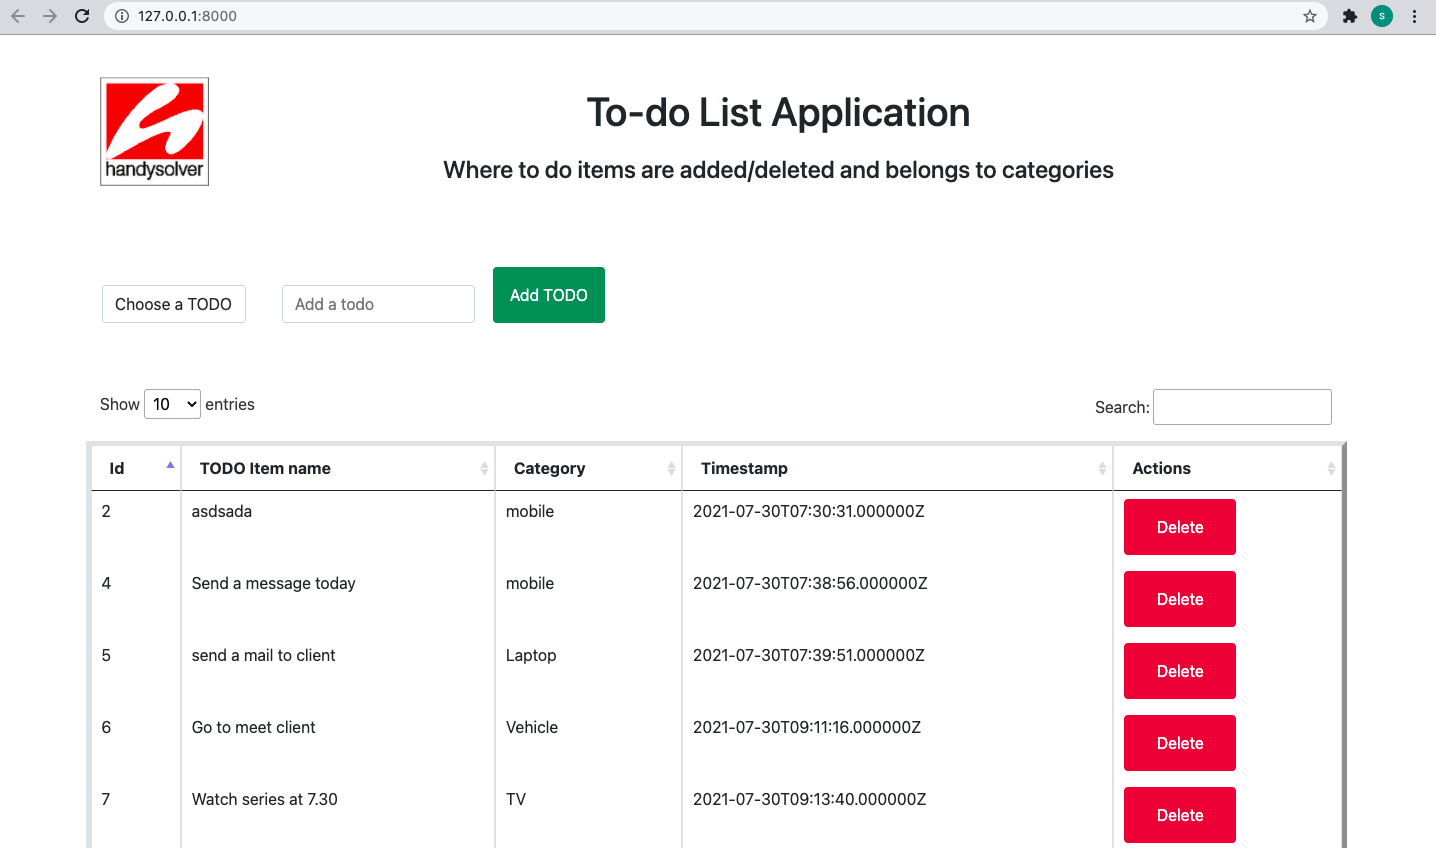 127.0.0.1:8000
S
handysolver
To-do List Application
Where to do items are added/deleted and belongs to categories
Choose a TODO Add a todo Add TODO
Show 10 entries Search:
Id TODO Item name Category Timestamp Actions
2 asdsada mobile 2021-07-30T07:30:31.000000Z Delete
4 Send a message today mobile 2021-07-30T07:38:56.000000Z Delete
5 send a mail to client Laptop 2021-07-30T07:39:51.000000Z Delete
6 Go to meet client Vehicle 2021-07-30T09:11:16.000000Z Delete
7 Watch series at 7.30 TV 2021-07-30T09:13:40.000000Z Delete